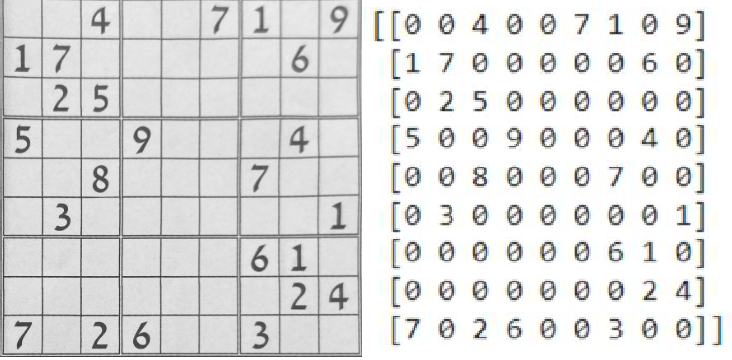 4 7 1 9
1 7 6
2 5
5 9 4
8 7
3 1
6 1
2 4
7 2 6 3
[[0 0 4 0 0 7 1 0 9]
[1 7 0 0 0 0 0 6 0]
[0 2 5 0 0 0 0 0 0]
[5 0 0 9 0 0 0 4 0]
[0 0 8 0 0 0 7 0 0]
[0 3 0 0 0 0 0 0 1]
[0 0 0 0 0 0 6 1 0]
[0 0 0 0 0 0 0 2 4]
[7 0 2 6 0 0 3 0 0]]